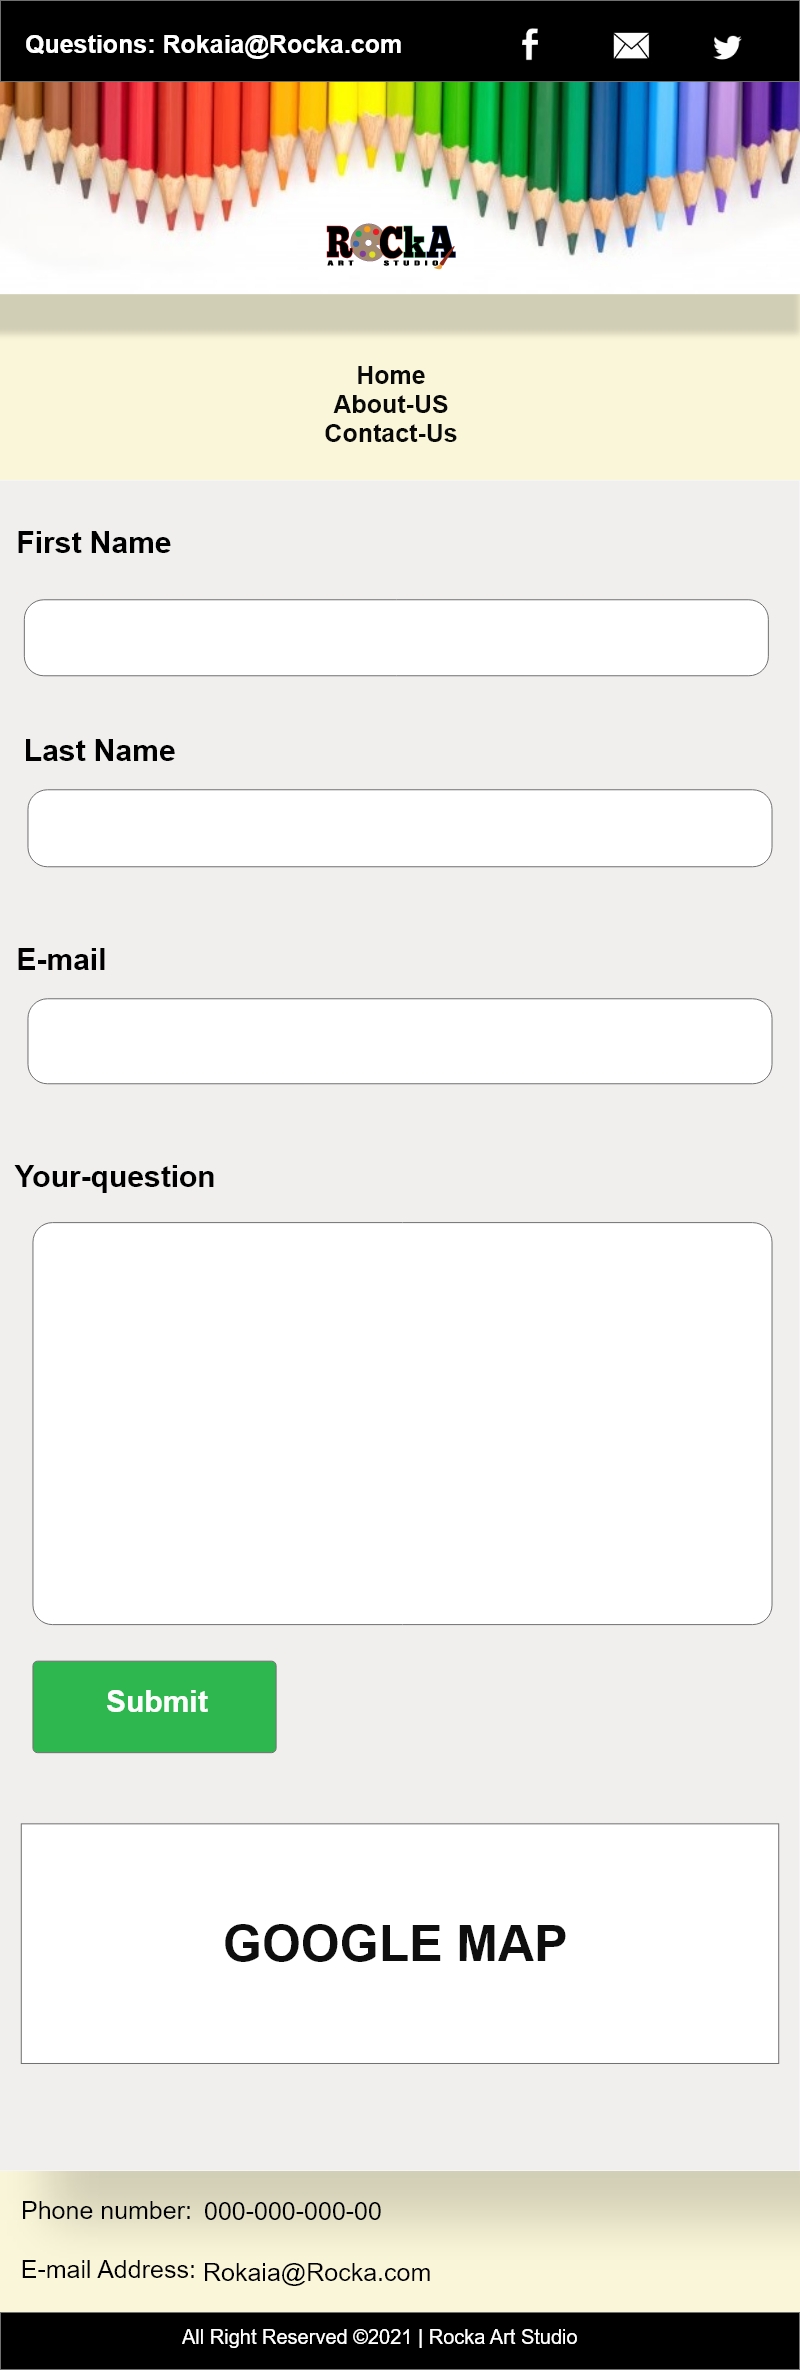 Questions: Rokaia@Rocka.com
ROCkA
ART STUDIO
Home
About-US
Contact-Us
First Name
Last Name
E-mail
Your-question
Submit
GOOGLE MAP
Phone number: 000-000-000-00
E-mail Address: Rokaia@Rocka.com
All Right Reserved ©2021 | Rocka Art Studio